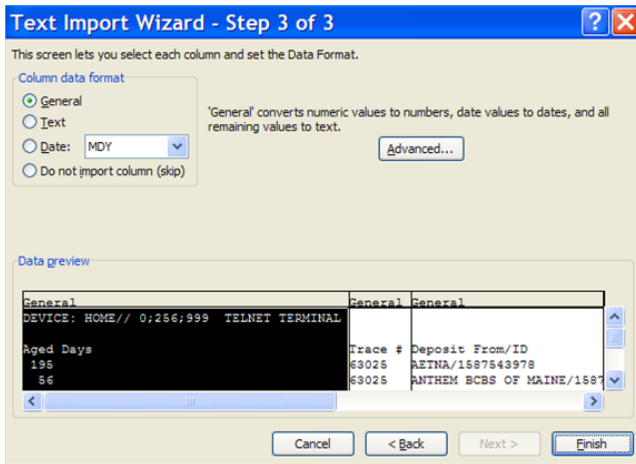 Text Import Wizard - Step 3 of 3
This screen lets you select each column and set the Data Format.
Column data format
General
Text
Date: MDY
Do not import column (skip)
'General' converts numeric values to numbers, date values to dates, and all
remaining values to text.
Advanced...
Data preview
General General General
DEVICE: HOME// 0;256;999 TELNET TERMINAL
Aged Days Trace # Deposit From/ID
195 63025 AETNA/1587543978
56 63025 ANTHEM BCBS OF MAINE/1587
Cancel < Back Next > Finish